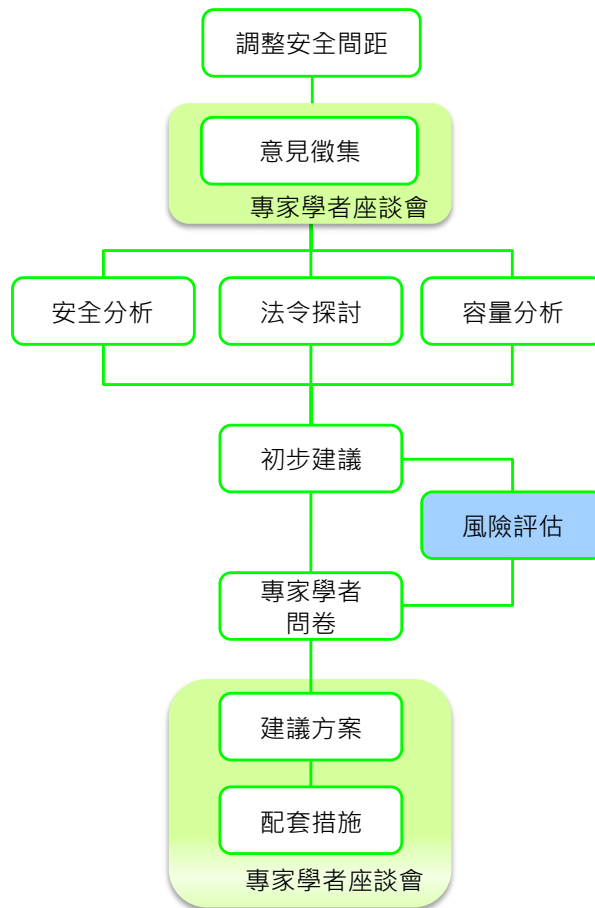 調整安全間距
意見徵集
專家學者座談會
安全分析
法令探討
容量分析
初步建議
風險評估
專家學者
問卷
建議方案
配套措施
專家學者座談會